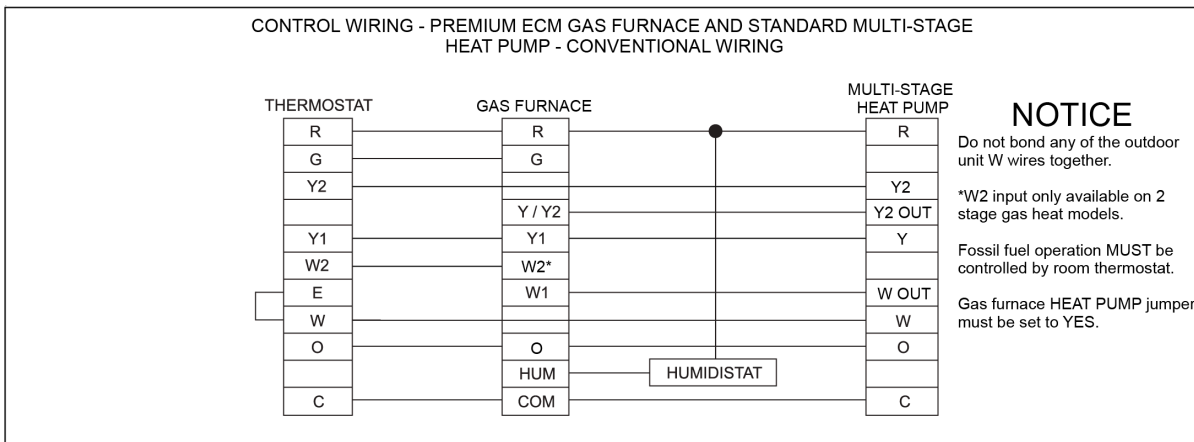 CONTROL WIRING - PREMIUM ECM GAS FURNACE AND STANDARD MULTI-STAGE
HEAT PUMP - CONVENTIONAL WIRING
THERMOSTAT
R
G
Y2
Y1
W2
E
W
O
C
GAS FURNACE
R
G
Y / Y2
Y1
W2*
W1
O
HUM
COM
HUMIDISTAT
MULTI-STAGE
HEAT PUMP
R
Y2
Y2 OUT
Y
W OUT
W
O
C
NOTICE
Do not bond any of the outdoor
unit W wires together.
*W2 input only available on 2
stage gas heat models.
Fossil fuel operation MUST be
controlled by room thermostat.
Gas furnace HEAT PUMP jumper
must be set to YES.